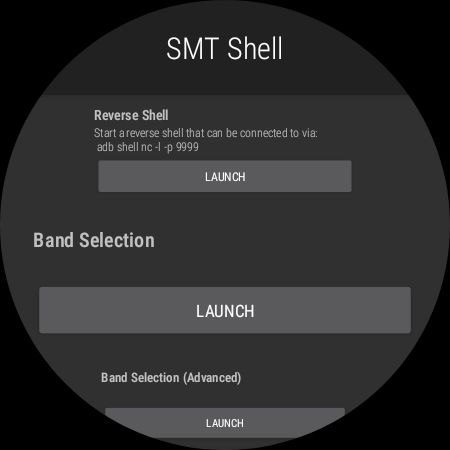 SMT Shell
Reverse Shell
Start a reverse shell that can be connected to via:
adb shell nc -l -p 9999
LAUNCH
Band Selection
LAUNCH
Band Selection (Advanced)
LAUNCH